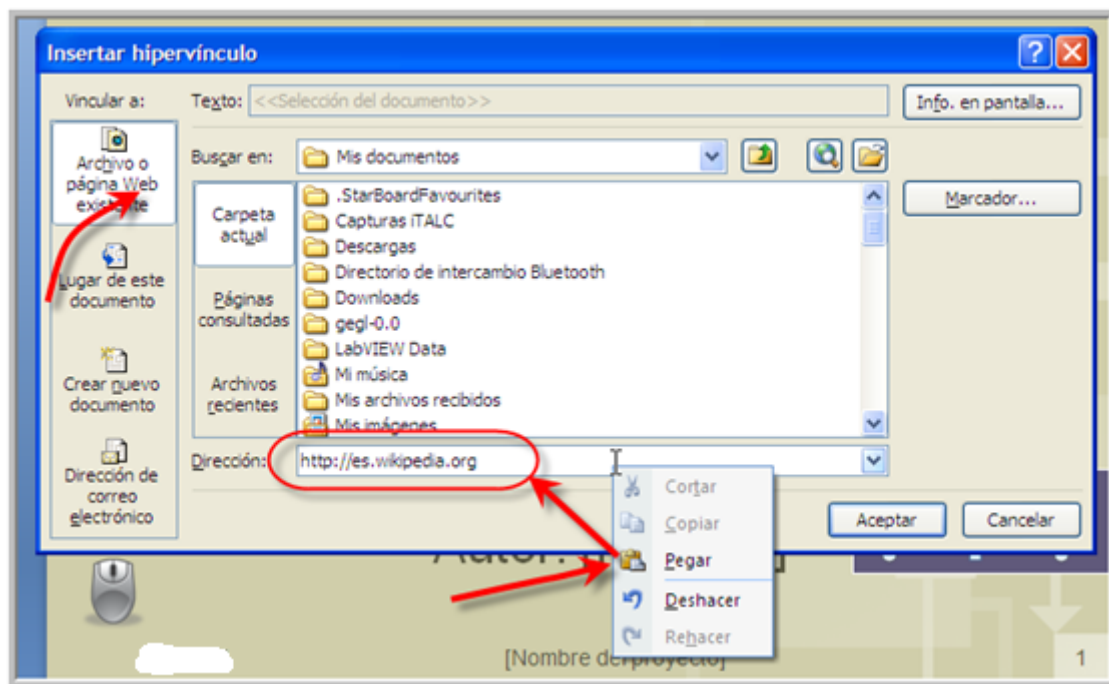 Insertar hipervínculo
Vincular a:
Texto: <<Selección del documento>>
Info. en pantalla...
Archivo o
página Web
existente
Buscar en:
Mis documentos
Marcador...
Carpeta
actual
.StarBoardFavourites
Capturas iTALC
Descargas
Directorio de intercambio Bluetooth
Downloads
gegl-0.0
LabVIEW Data
Mi música
Mis archivos recibidos
Mis imágenes
Lugar de este
documento
Páginas
consultadas
Crear nuevo
documento
Archivos
recientes
Dirección de
correo
electrónico
Dirección:
http://es.wikipedia.org
Cortar
Copiar
Pegar
Deshacer
Rehacer
Aceptar
Cancelar
Autor:
[Nombre del proyecto]
1